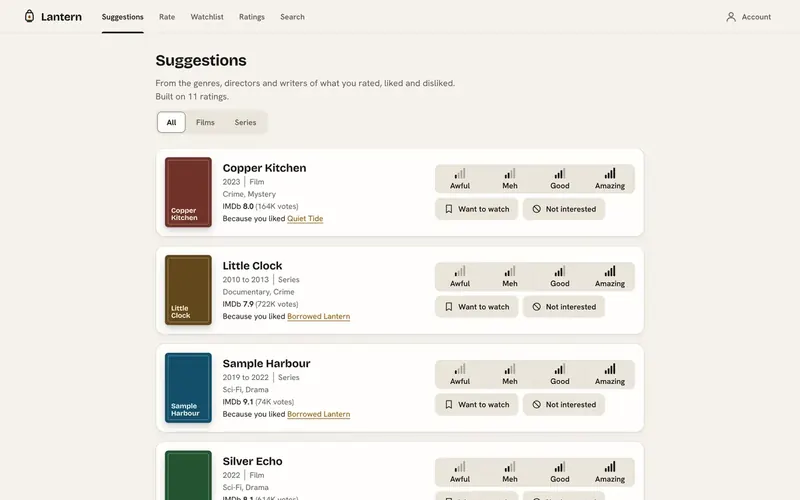 Lantern
Suggestions
Rate
Watchlist
Ratings
Search
Account
Suggestions
From the genres, directors and writers of what you rated, liked and disliked.
Built on 11 ratings.
All
Films
Series
Copper
Kitchen
Copper Kitchen
2023 | Film
Crime, Mystery
IMDb 8.0 (164K votes)
Because you liked Quiet Tide
Awful
Meh
Good
Amazing
Want to watch
Not interested
Little
Clock
Little Clock
2010 to 2013 | Series
Documentary, Crime
IMDb 7.9 (722K votes)
Because you liked Borrowed Lantern
Awful
Meh
Good
Amazing
Want to watch
Not interested
Sample
Harbour
Sample Harbour
2019 to 2022 | Series
Sci-Fi, Drama
IMDb 9.1 (74K votes)
Because you liked Borrowed Lantern
Awful
Meh
Good
Amazing
Want to watch
Not interested
Silver Echo
2022 | Film
Sci-Fi, Drama
IMDb 8.1 (614K votes)
Awful
Meh
Good
Amazing